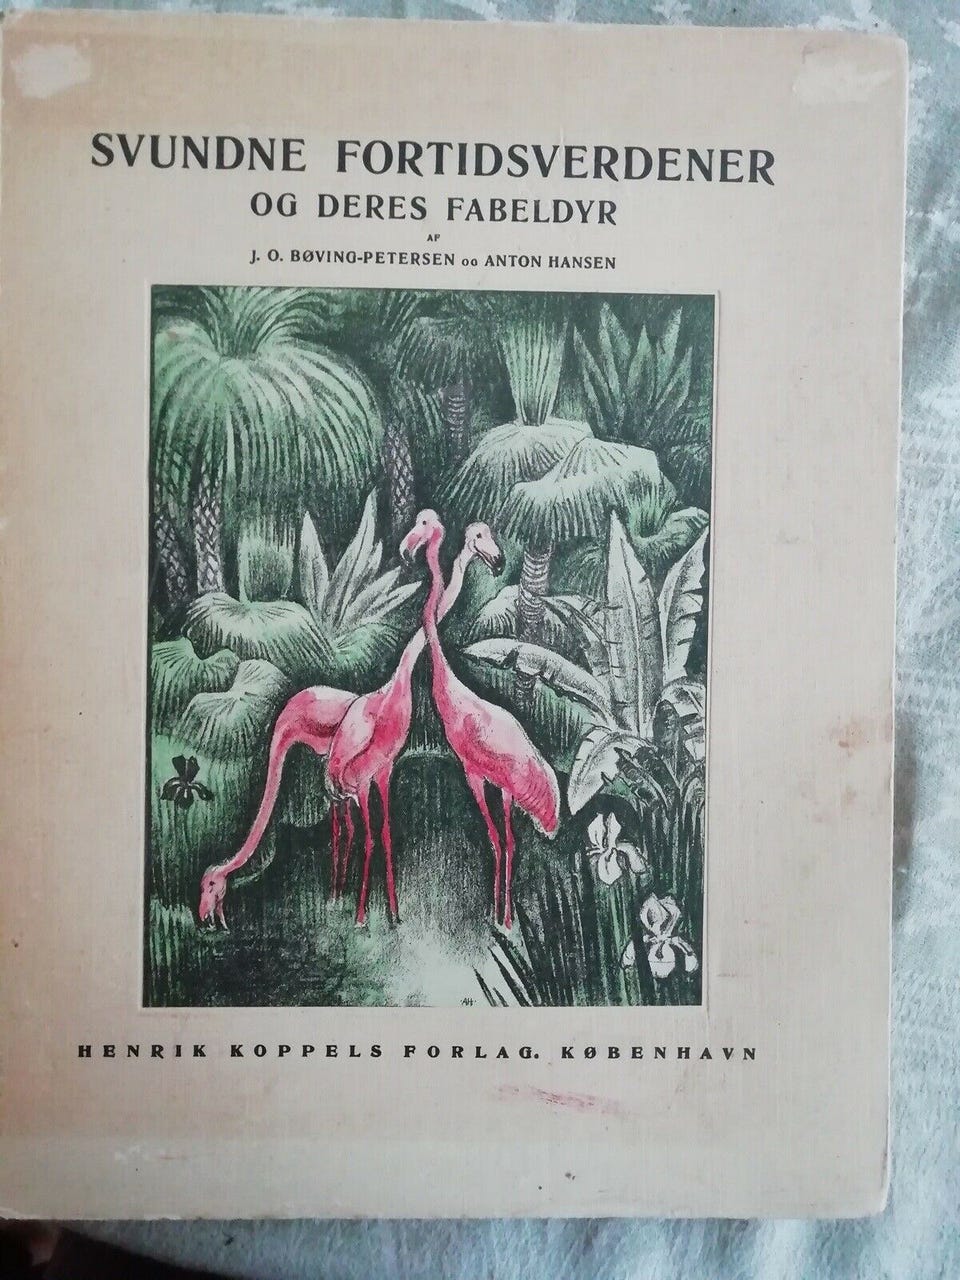 SVUNDNE FORTIDSVERDENER
OG DERES FABELDYR
AF
J. O. BØVING-PETERSEN OG ANTON HANSEN
·AH·
HENRIK KOPPELS FORLAG. KØBENHAVN